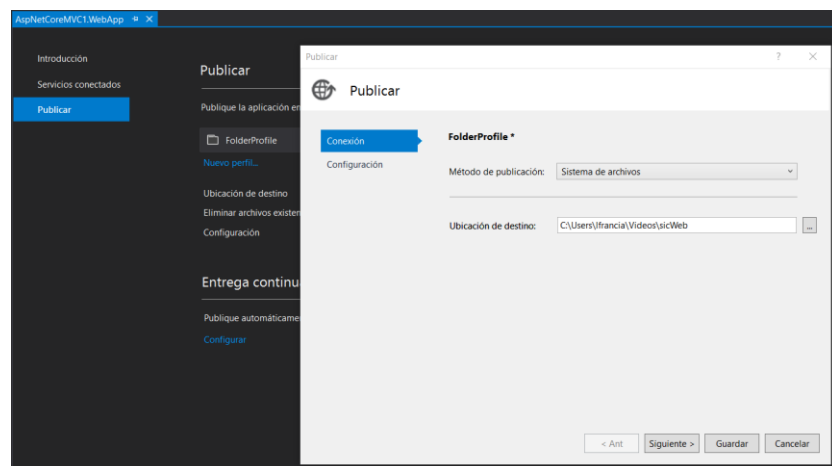 AspNetCoreMVC1.WebApp
Introducción
Servicios conectados
Publicar
Publicar
Publique la aplicación en
FolderProfile
Nuevo perfil...
Ubicación de destino
Eliminar archivos existen
Configuración
Entrega continu
Publique automáticame
Configurar
Publicar
?
Publicar
Conexión
Configuración
FolderProfile *
Método de publicación: Sistema de archivos
Ubicación de destino: C:\Users\lfrancia\Videos\sicWeb
...
< Ant Siguiente > Guardar Cancelar